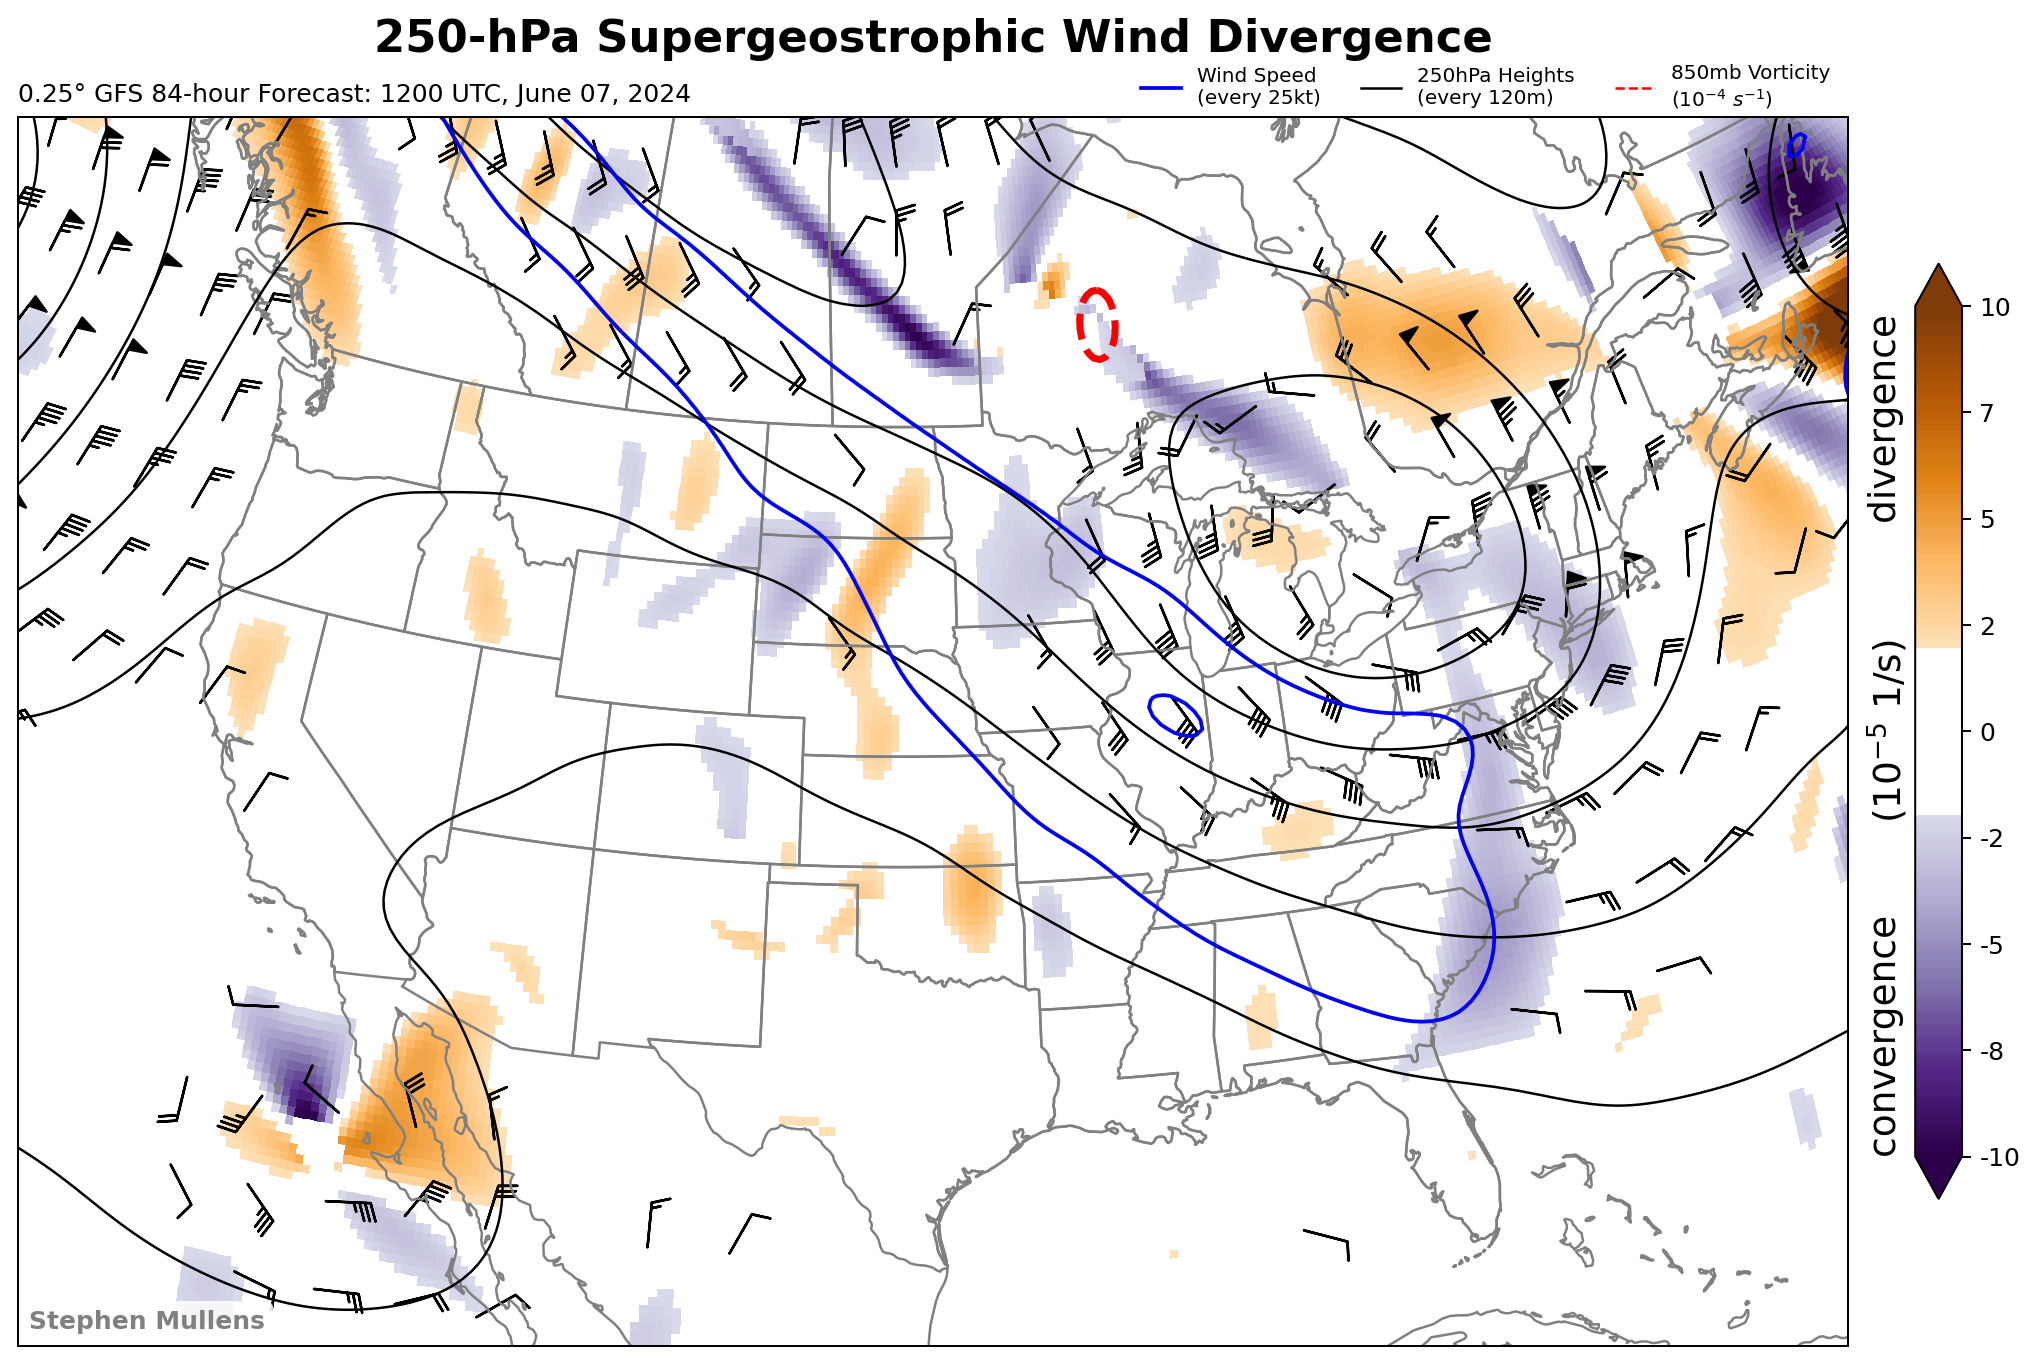 250-hPa Supergeostrophic Wind Divergence
0.25° GFS 84-hour Forecast: 1200 UTC, June 07, 2024
Wind Speed
(every 25kt)
250hPa Heights
(every 120m)
850mb Vorticity
(10⁻⁴ s⁻¹)
10
7
5
2
0
-2
-5
-8
-10
convergence (10⁻⁵ 1/s) divergence
Stephen Mullens